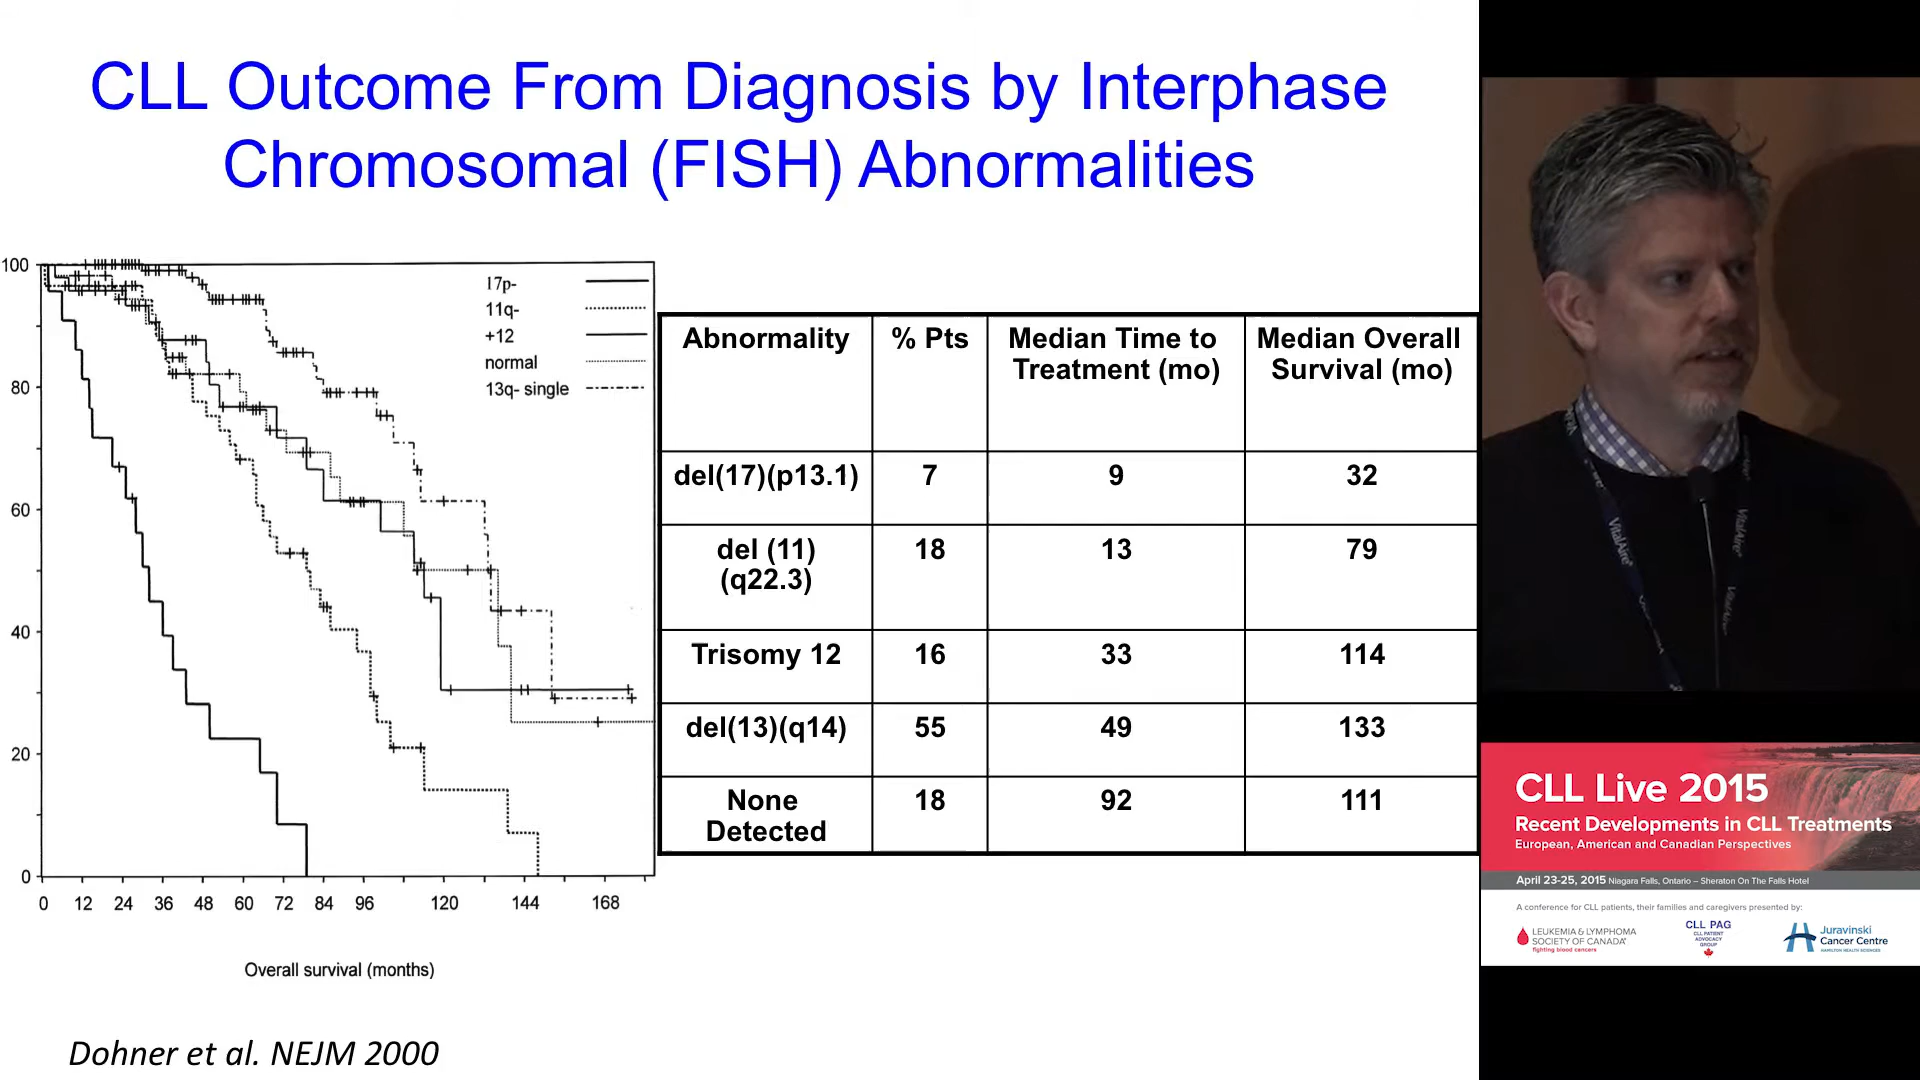 CLL Outcome From Diagnosis by Interphase
Chromosomal (FISH) Abnormalities
100
80
60
40
20
0
17p-
11q-
+12
normal
13q- single
0 12 24 36 48 60 72 84 96 120 144 168
Overall survival (months)
Abnormality % Pts Median Time to Treatment (mo) Median Overall Survival (mo)
del(17)(p13.1) 7 9 32
del (11) (q22.3) 18 13 79
Trisomy 12 16 33 114
del(13)(q14) 55 49 133
None Detected 18 92 111
Dohner et al. NEJM 2000
VitalAire
VitalAire
CLL Live 2015
Recent Developments in CLL Treatments
European, American and Canadian Perspectives
April 23-25, 2015 Niagara Falls, Ontario – Sheraton On The Falls Hotel
A conference for CLL patients, their families and caregivers presented by:
LEUKEMIA & LYMPHOMA
SOCIETY OF CANADA
fighting blood cancers
CLL PAG
CLL PATIENT
ADVOCACY
GROUP
Juravinski
Cancer Centre
HAMILTON HEALTH SCIENCES